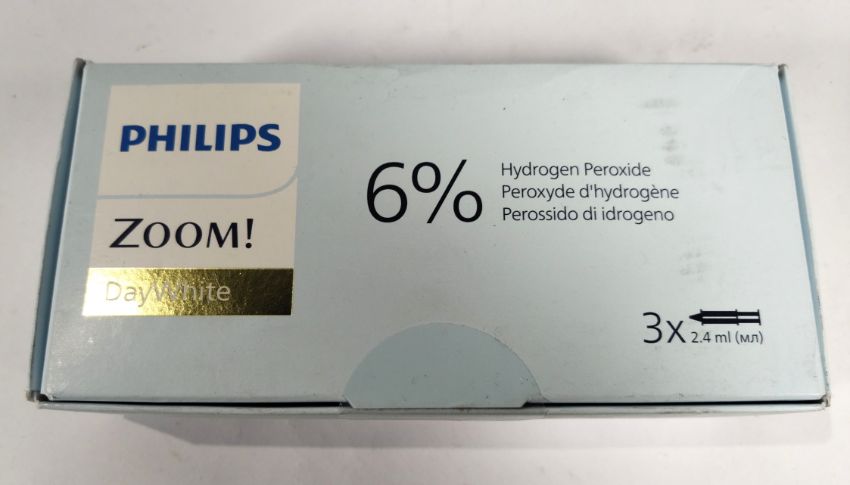 PHILIPS
ZOOM!
DayWhite
6%
Hydrogen Peroxide
Peroxyde d'hydrogène
Perossido di idrogeno
3x
2.4 ml (мл)